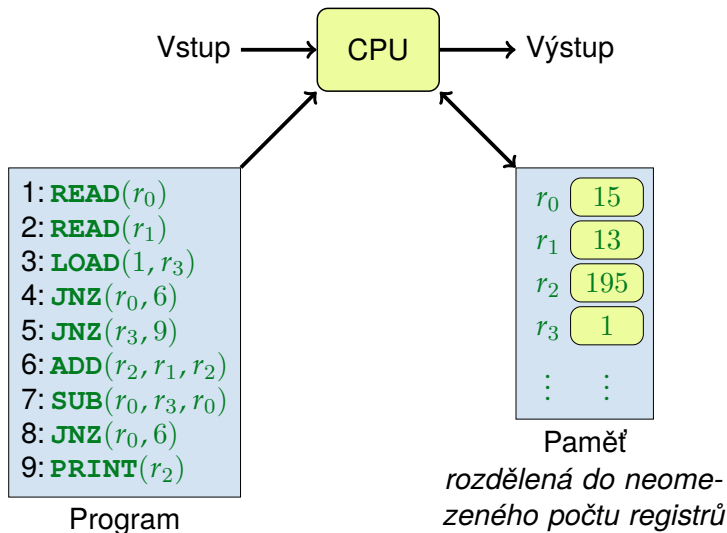 Vstup
CPU
Výstup
1: READ(r₀)
2: READ(r₁)
3: LOAD(1, r₃)
4: JNZ(r₀, 6)
5: JNZ(r₃, 9)
6: ADD(r₂, r₁, r₂)
7: SUB(r₀, r₃, r₀)
8: JNZ(r₀, 6)
9: PRINT(r₂)
Program
r₀ 15
r₁ 13
r₂ 195
r₃ 1
⋮ ⋮
Paměť
rozdělená do neome-
zeného počtu registrů